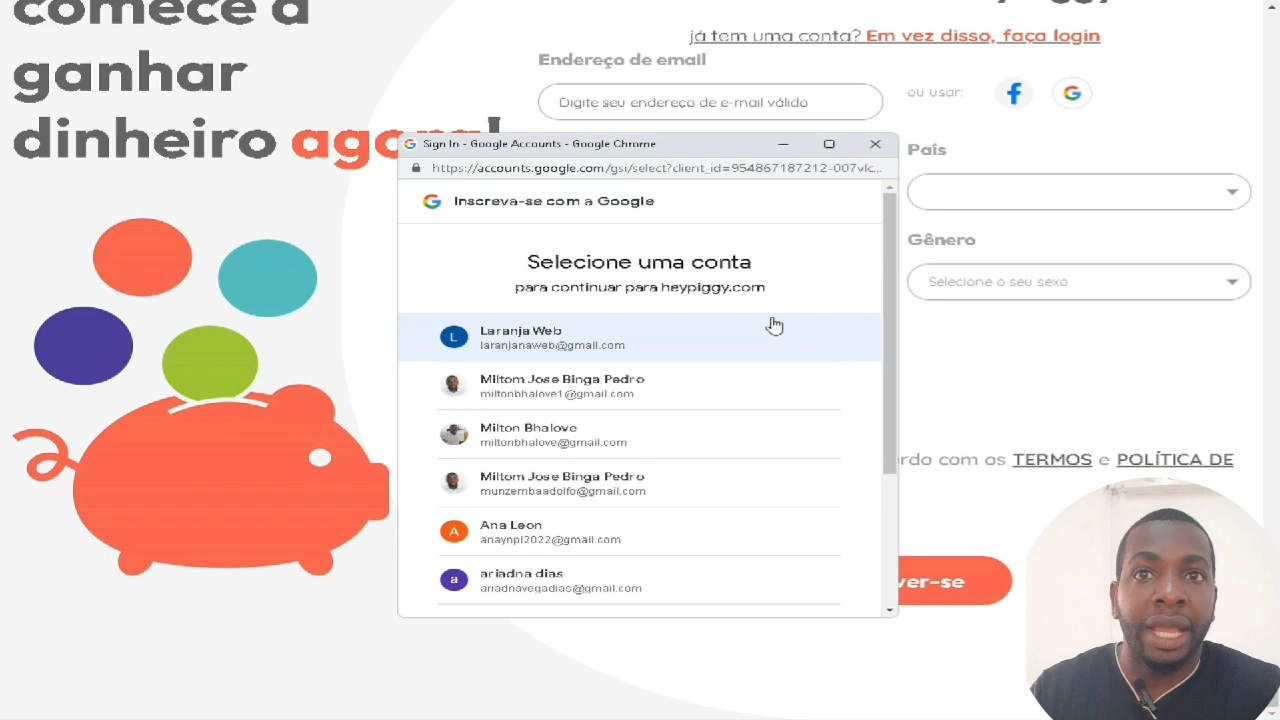 comece a
ganhar
dinheiro agora!
já tem uma conta? Em vez disso, faça login
Endereço de email
Digite seu endereço de e-mail válido
ou usar:
País
Gênero
Selecione o seu sexo
Sign In - Google Accounts - Google Chrome
https://accounts.google.com/gsi/select?client_id=954867187212-007vlc...
Inscreva-se com a Google
Selecione uma conta
para continuar para heypiggy.com
L
Laranja Web
laranjanaweb@gmail.com
Miltom Jose Binga Pedro
miltonbhalove1@gmail.com
Milton Bhalove
miltonbhalove@gmail.com
Miltom Jose Binga Pedro
munzembaadolfo@gmail.com
A
Ana Leon
anaynpl2022@gmail.com
a
ariadna dias
ariadnavegadias@gmail.com
rdo com os TERMOS e POLÍTICA DE
ver-se